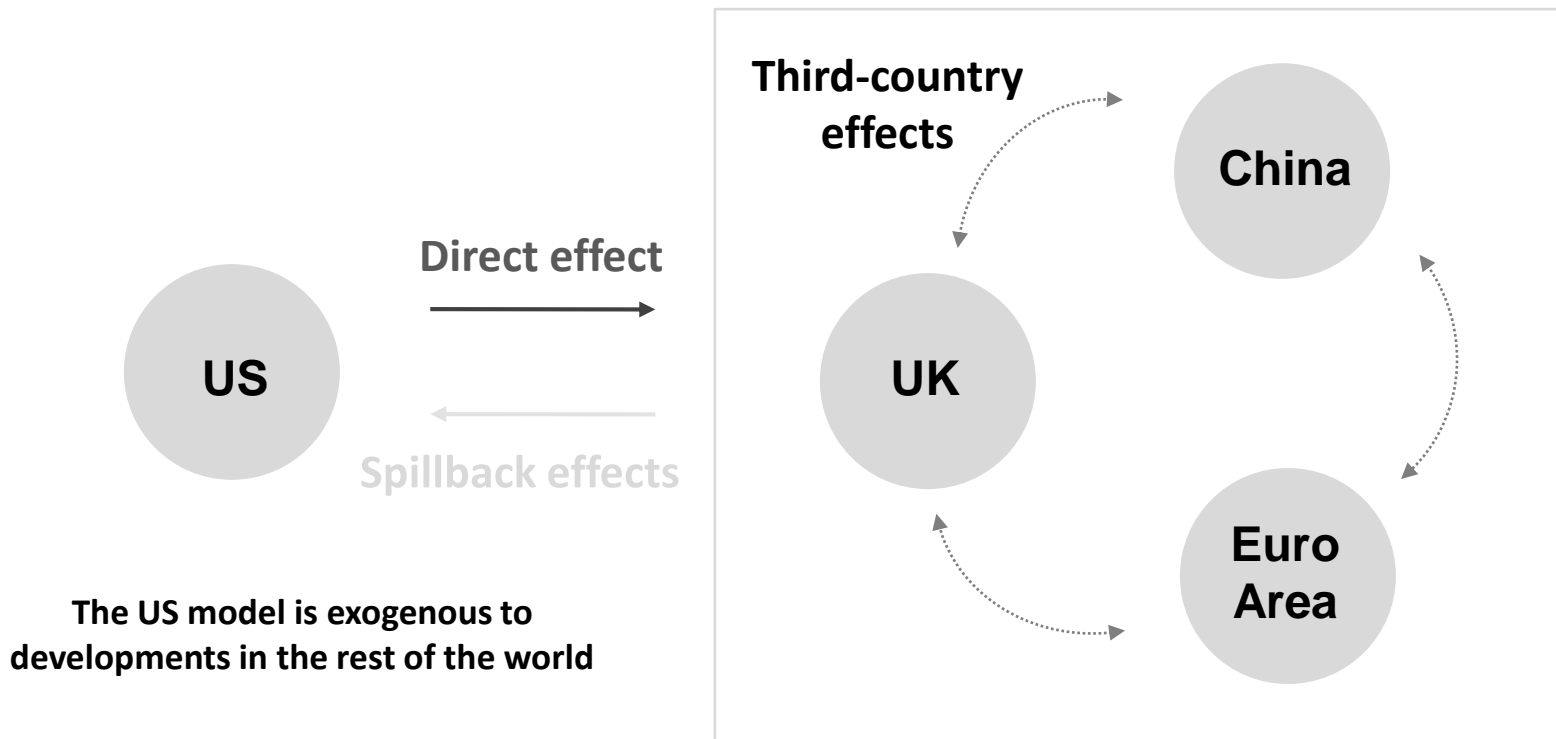 Third-country
effects
China
Direct effect
US
UK
Spillback effects
Euro
Area
The US model is exogenous to
developments in the rest of the world